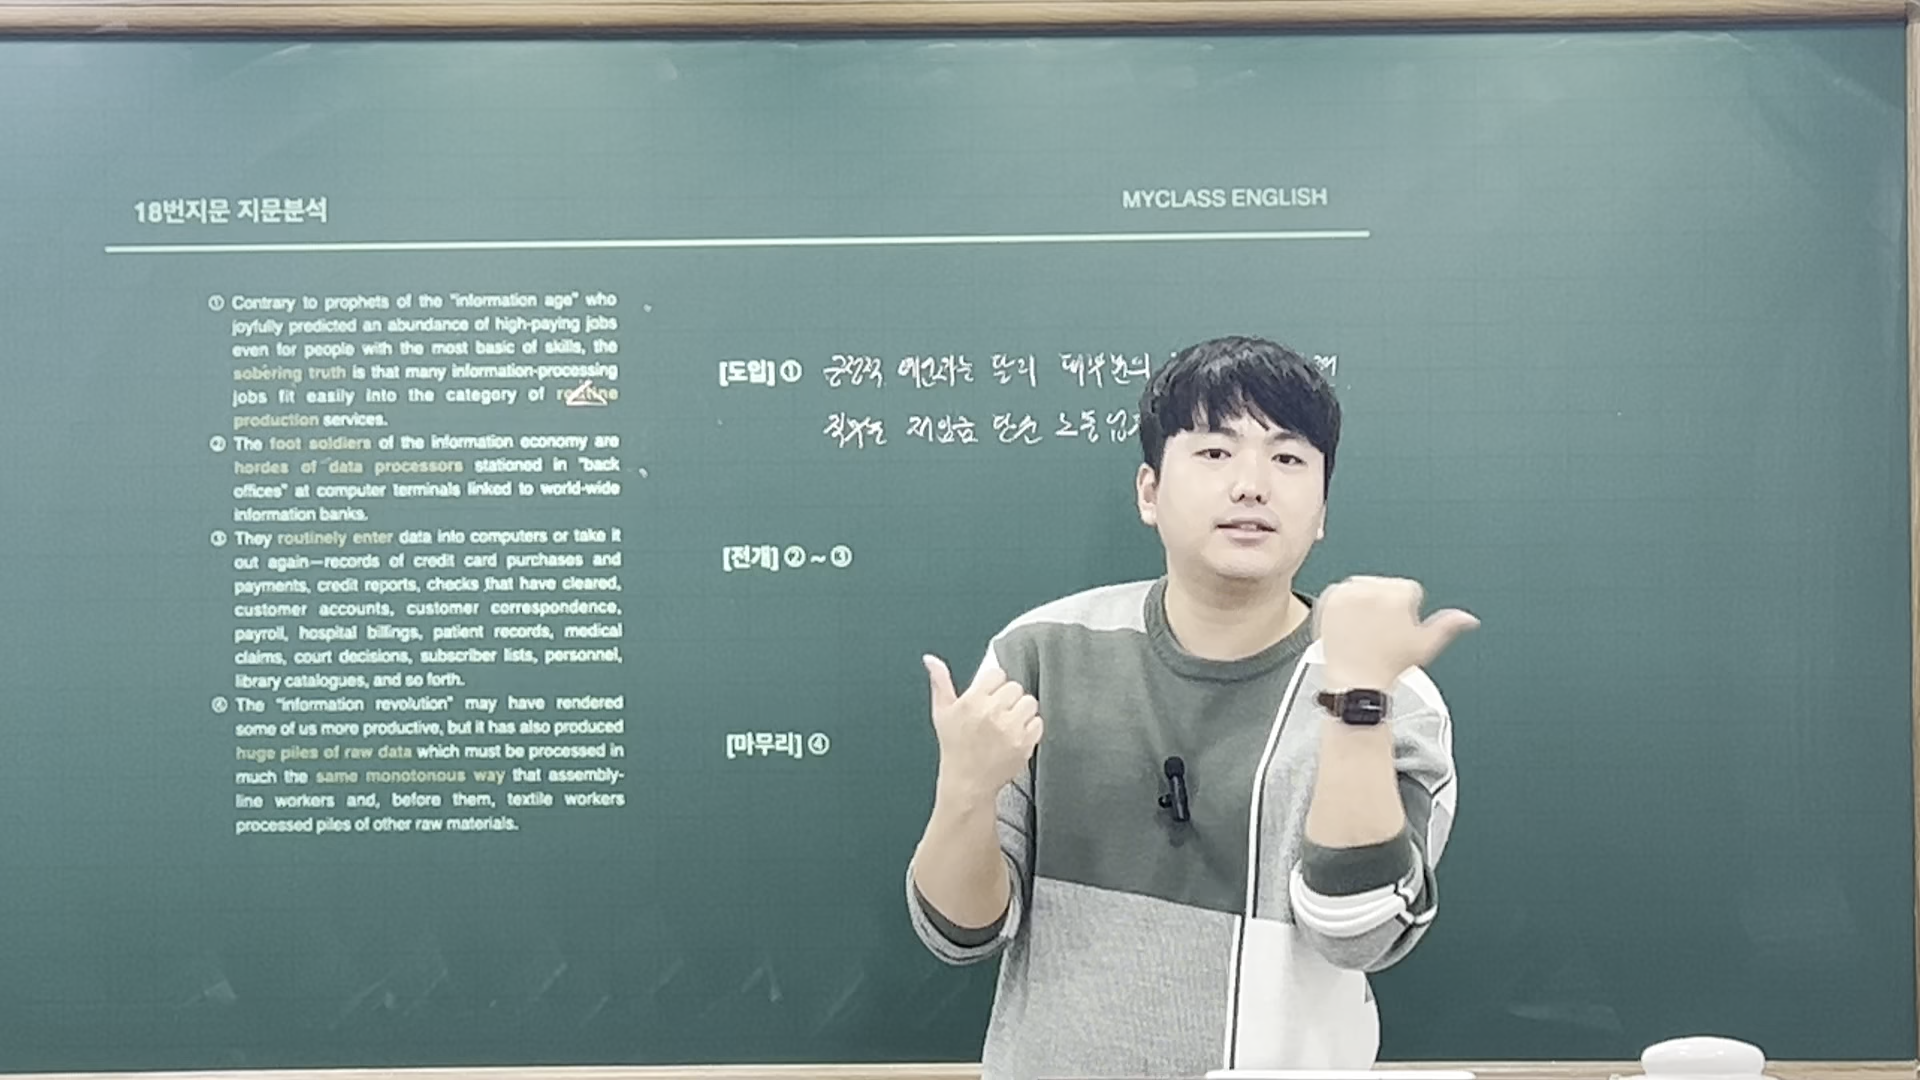 18번지문 지문분석
MYCLASS ENGLISH
① Contrary to prophets of the "information age" who
joyfully predicted an abundance of high-paying jobs
even for people with the most basic of skills, the
sobering truth is that many information-processing
jobs fit easily into the category of routine
production services.
② The foot soldiers of the information economy are
hordes of data processors stationed in "back
offices" at computer terminals linked to world-wide
information banks.
③ They routinely enter data into computers or take it
out again—records of credit card purchases and
payments, credit reports, checks that have cleared,
customer accounts, customer correspondence,
payroll, hospital billings, patient records, medical
claims, court decisions, subscriber lists, personnel,
library catalogues, and so forth.
④ The "information revolution" may have rendered
some of us more productive, but it has also produced
huge piles of raw data which must be processed in
much the same monotonous way that assembly-
line workers and, before them, textile workers
processed piles of other raw materials.
[도입] ① 긍정적 예언과는 달리 대부분의
직무는 저임금 단순 노동
[전개] ② ~ ③
[마무리] ④